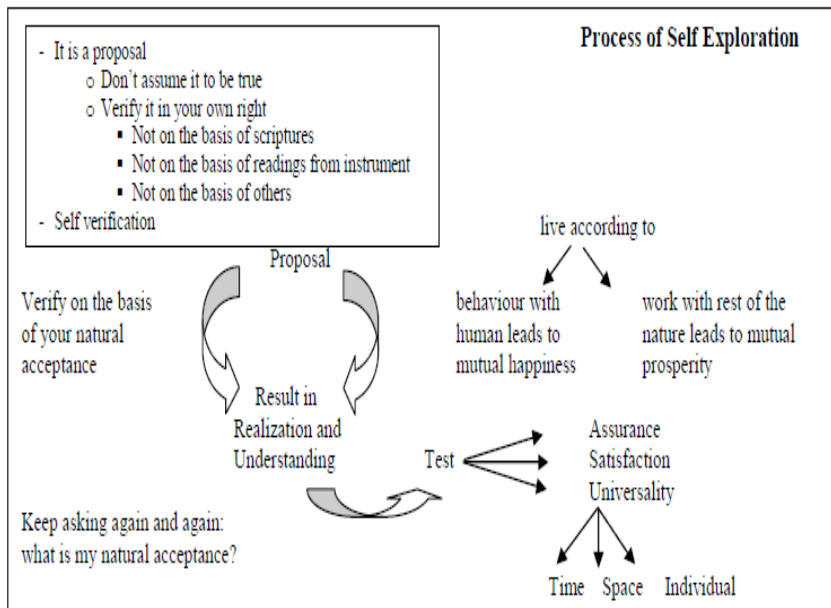 Process of Self Exploration
- It is a proposal
o Don't assume it to be true
o Verify it in your own right
▪ Not on the basis of scriptures
▪ Not on the basis of readings from instrument
▪ Not on the basis of others
- Self verification
Proposal
live according to
Verify on the basis
of your natural
acceptance
behaviour with
human leads to
mutual happiness
work with rest of the
nature leads to mutual
prosperity
Result in
Realization and
Understanding
Test
Assurance
Satisfaction
Universality
Keep asking again and again:
what is my natural acceptance?
Time Space Individual